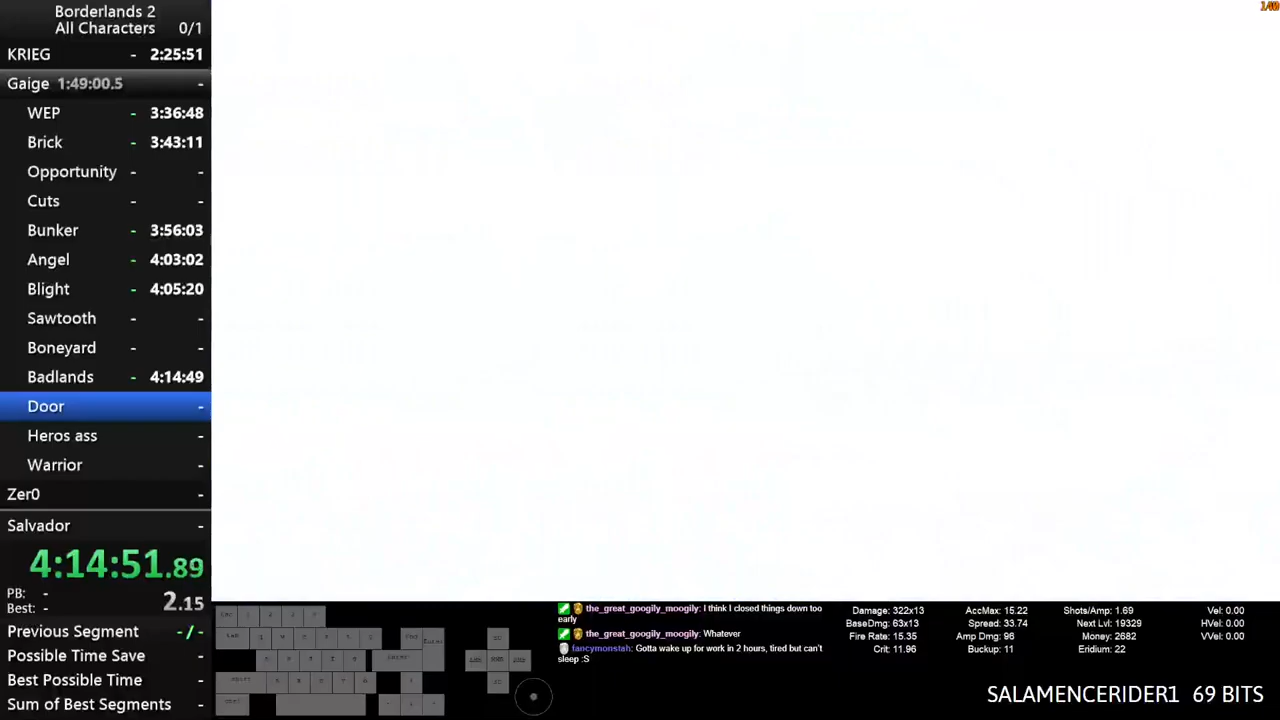 Borderlands 2
All Characters 0/1
KRIEG - 2:25:51
Gaige 1:49:00.5 -
WEP - 3:36:48
Brick - 3:43:11
Opportunity - -
Cuts - -
Bunker - 3:56:03
Angel - 4:03:02
Blight - 4:05:20
Sawtooth - -
Boneyard - -
Badlands - 4:14:49
Door -
Heros ass -
Warrior -
Zer0 -
Salvador -
4:14:51.89
PB: -
Best: - 2.15
Previous Segment - / -
Possible Time Save -
Best Possible Time -
Sum of Best Segments -
140
the_great_googily_moogily: I think I closed things down too
early
the_great_googily_moogily: Whatever
fancymonstah: Gotta wake up for work in 2 hours, tired but can't
sleep :S
Damage: 322x13 AccMax: 15.22 Shots/Amp: 1.69 Vel: 0.00
BaseDmg: 63x13 Spread: 33.74 Next Lvl: 19329 HVel: 0.00
Fire Rate: 15.35 Amp Dmg: 96 Money: 2682 VVel: 0.00
Crit: 11.96 Buckup: 11 Eridium: 22
SALAMENCERIDER1 69 BITS